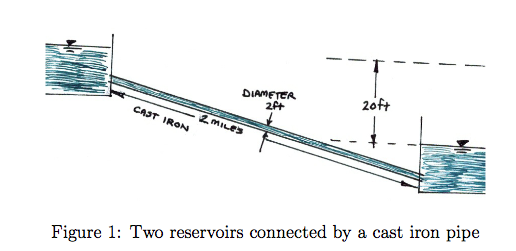 DIAMETER
2ft
20ft
CAST IRON
2 MILES
Figure 1: Two reservoirs connected by a cast iron pipe